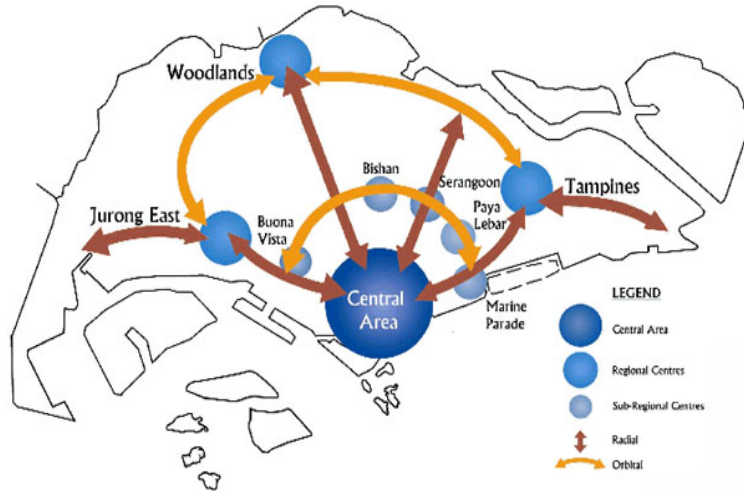 Woodlands
Bishan
Serangoon
Tampines
Paya
Lebar
Jurong East
Buona
Vista
Central
Area
Marine
Parade
LEGEND
Central Area
Regional Centres
Sub-Regional Centres
Radial
Orbital